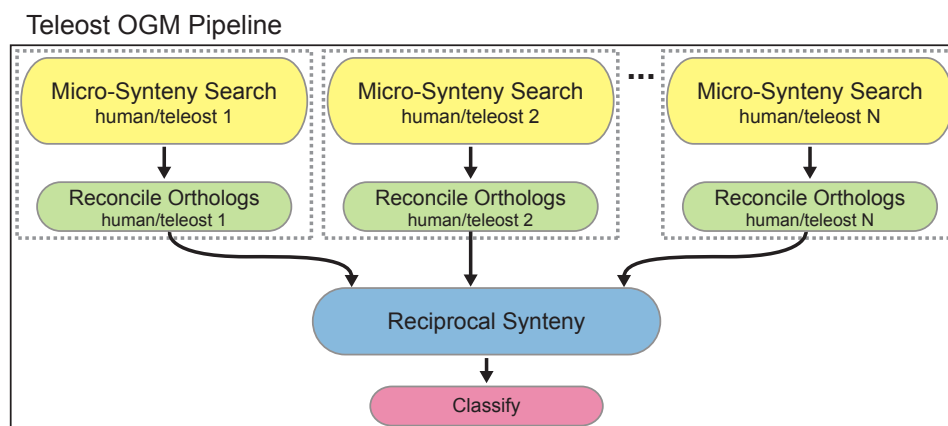 Teleost OGM Pipeline
Micro-Synteny Search
human/teleost 1
Micro-Synteny Search
human/teleost 2
...
Micro-Synteny Search
human/teleost N
Reconcile Orthologs
human/teleost 1
Reconcile Orthologs
human/teleost 2
Reconcile Orthologs
human/teleost N
Reciprocal Synteny
Classify